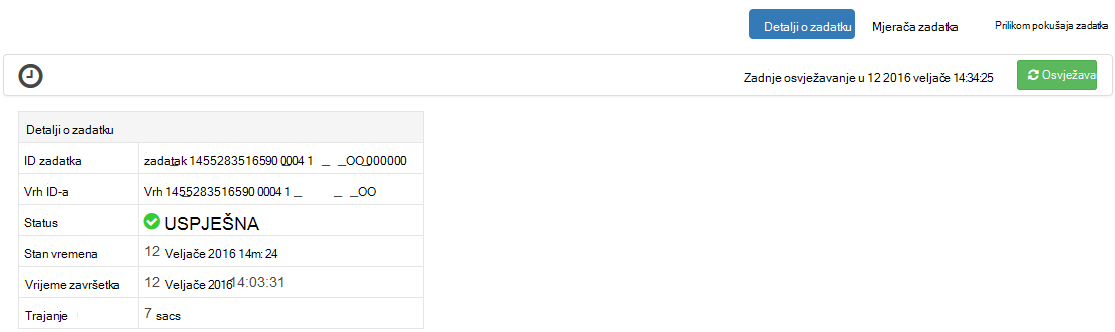 Detalji o zadatku Mjerača zadatka Prilikom pokušaja zadatka
Zadnje osvježavanje u 12 2016 veljače 14:34:25 Osvježava
Detalji o zadatku
ID zadatka zadatak 1455283516590 0004 1 _ _OO_000000
Vrh ID-a Vrh 1455283516590 0004 1 _ _ _OO
Status USPJEŠNA
Stan vremena 12 Veljače 2016 14m: 24
Vrijeme završetka 12 Veljače 2016 14:03:31
Trajanje 7 sacs